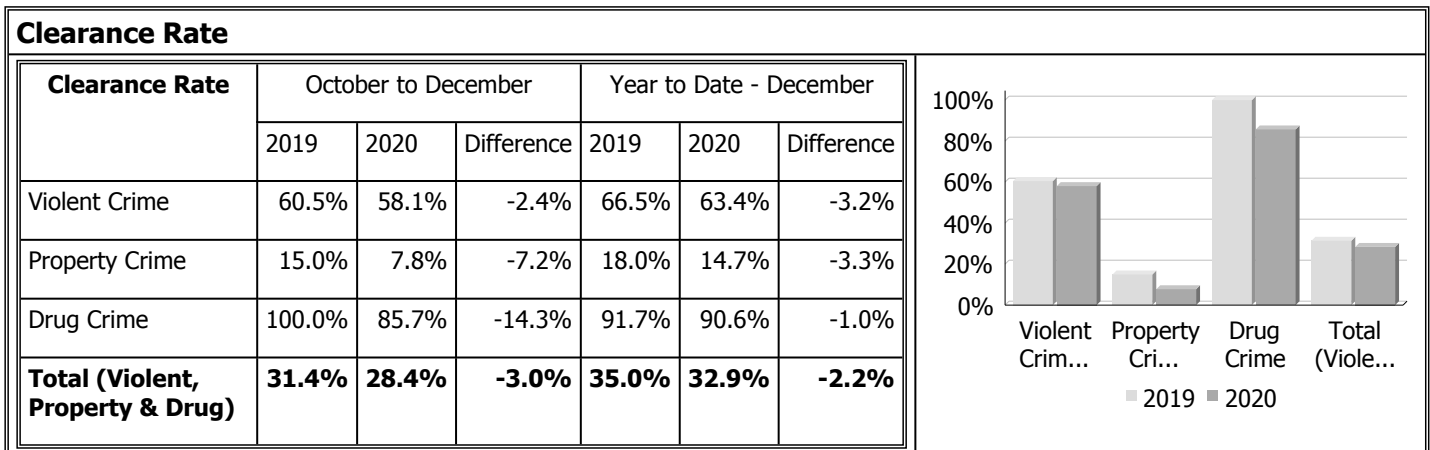 Clearance Rate
Clearance Rate October to December Year to Date - December
2019 2020 Difference 2019 2020 Difference
Violent Crime 60.5% 58.1% -2.4% 66.5% 63.4% -3.2%
Property Crime 15.0% 7.8% -7.2% 18.0% 14.7% -3.3%
Drug Crime 100.0% 85.7% -14.3% 91.7% 90.6% -1.0%
Total (Violent, 31.4% 28.4% -3.0% 35.0% 32.9% -2.2%
Property & Drug)
100%
80%
60%
40%
20%
0%
Violent Property Drug Total
Crim... Cri... Crime (Viole...
2019 2020